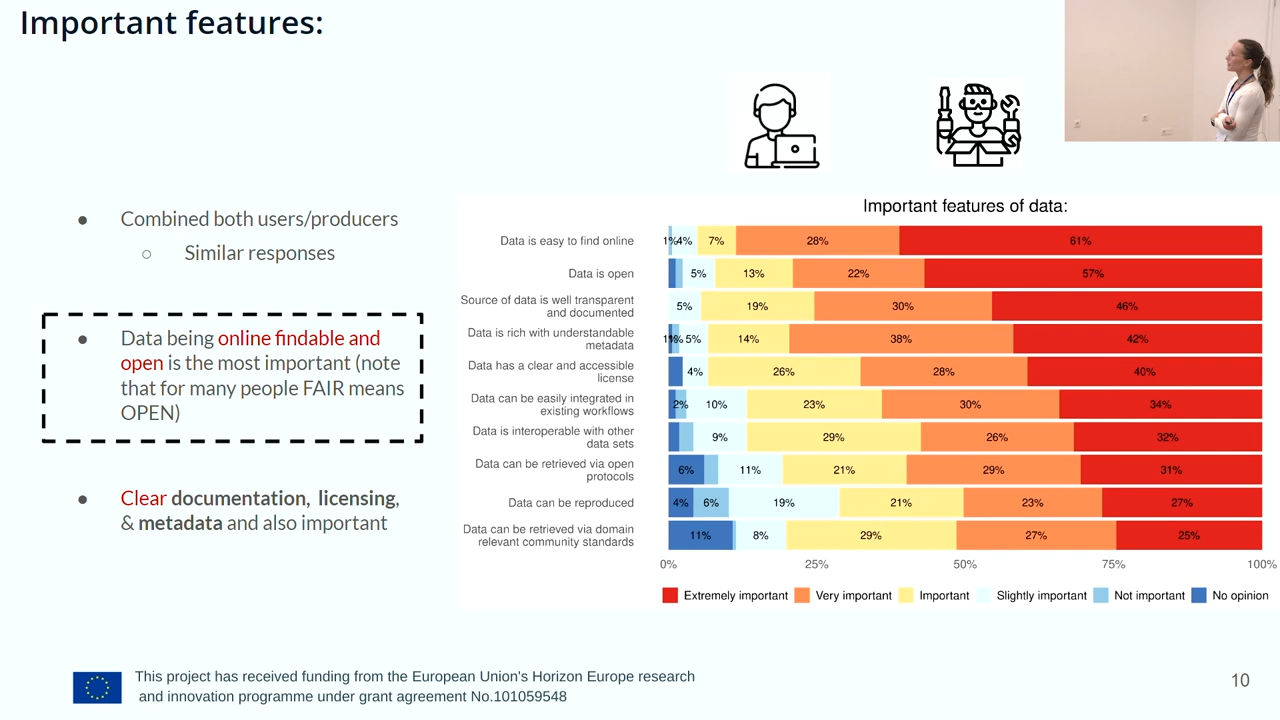 Important features:
● Combined both users/producers
○ Similar responses
● Data being online findable and
open is the most important (note
that for many people FAIR means
OPEN)
● Clear documentation, licensing,
& metadata and also important
Important features of data:
Data is easy to find online 1% 4% 7% 28% 61%
Data is open 5% 13% 22% 57%
Source of data is well transparent
and documented 5% 19% 30% 46%
Data is rich with understandable
metadata 1% 1% 5% 14% 38% 42%
Data has a clear and accessible
license 4% 26% 28% 40%
Data can be easily integrated in
existing workflows 2% 10% 23% 30% 34%
Data is interoperable with other
data sets 9% 29% 26% 32%
Data can be retrieved via open
protocols 6% 11% 21% 29% 31%
Data can be reproduced 4% 6% 19% 21% 23% 27%
Data can be retrieved via domain
relevant community standards 11% 8% 29% 27% 25%
0% 25% 50% 75% 100%
Extremely important Very important Important Slightly important Not important No opinion
This project has received funding from the European Union's Horizon Europe research
and innovation programme under grant agreement No.101059548
10